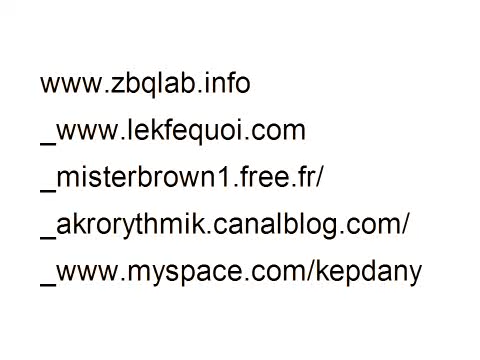 www.zbqlab.info
_www.lekfequoi.com
_misterbrown1.free.fr/
_akrorythmik.canalblog.com/
_www.myspace.com/kepdany